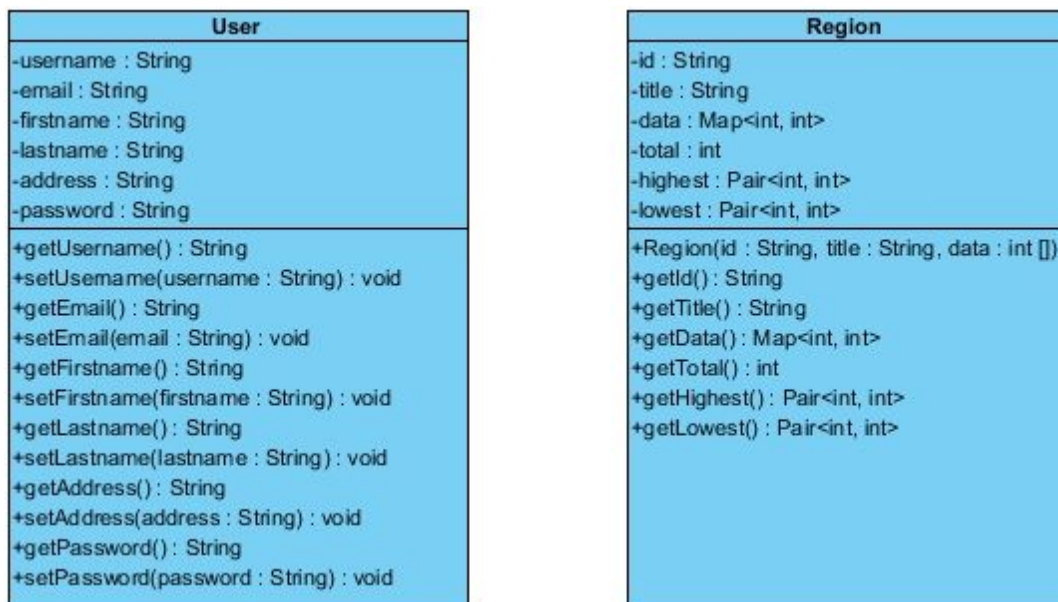 User
-username : String
-email : String
-firstname : String
-lastname : String
-address : String
-password : String
+getUsername() : String
+setUsername(username : String) : void
+getEmail() : String
+setEmail(email : String) : void
+getFirstname() : String
+setFirstname(firstname : String) : void
+getLastname() : String
+setLastname(lastname : String) : void
+getAddress() : String
+setAddress(address : String) : void
+getPassword() : String
+setPassword(password : String) : void
Region
-id : String
-title : String
-data : Map<int, int>
-total : int
-highest : Pair<int, int>
-lowest : Pair<int, int>
+Region(id : String, title : String, data : int [])
+getId() : String
+getTitle() : String
+getData() : Map<int, int>
+getTotal() : int
+getHighest() : Pair<int, int>
+getLowest() : Pair<int, int>